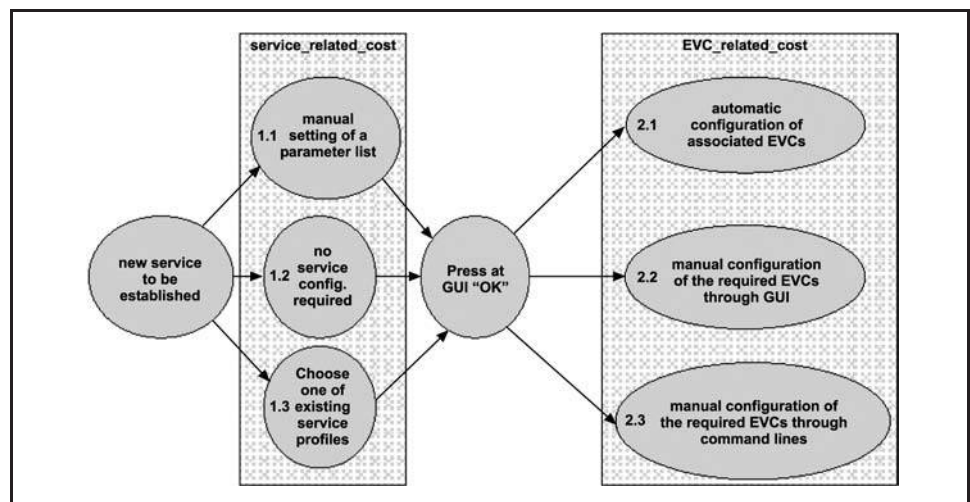 service_related_cost
EVC_related_cost
new service
to be
established
1.1
manual
setting of a
parameter list
1.2
no
service
config.
required
1.3
Choose
one of
existing
service
profiles
Press at
GUI “OK”
2.1
automatic
configuration of
associated EVCs
2.2
manual configuration
of the required EVCs
through GUI
2.3
manual configuration of
the required EVCs through
command lines